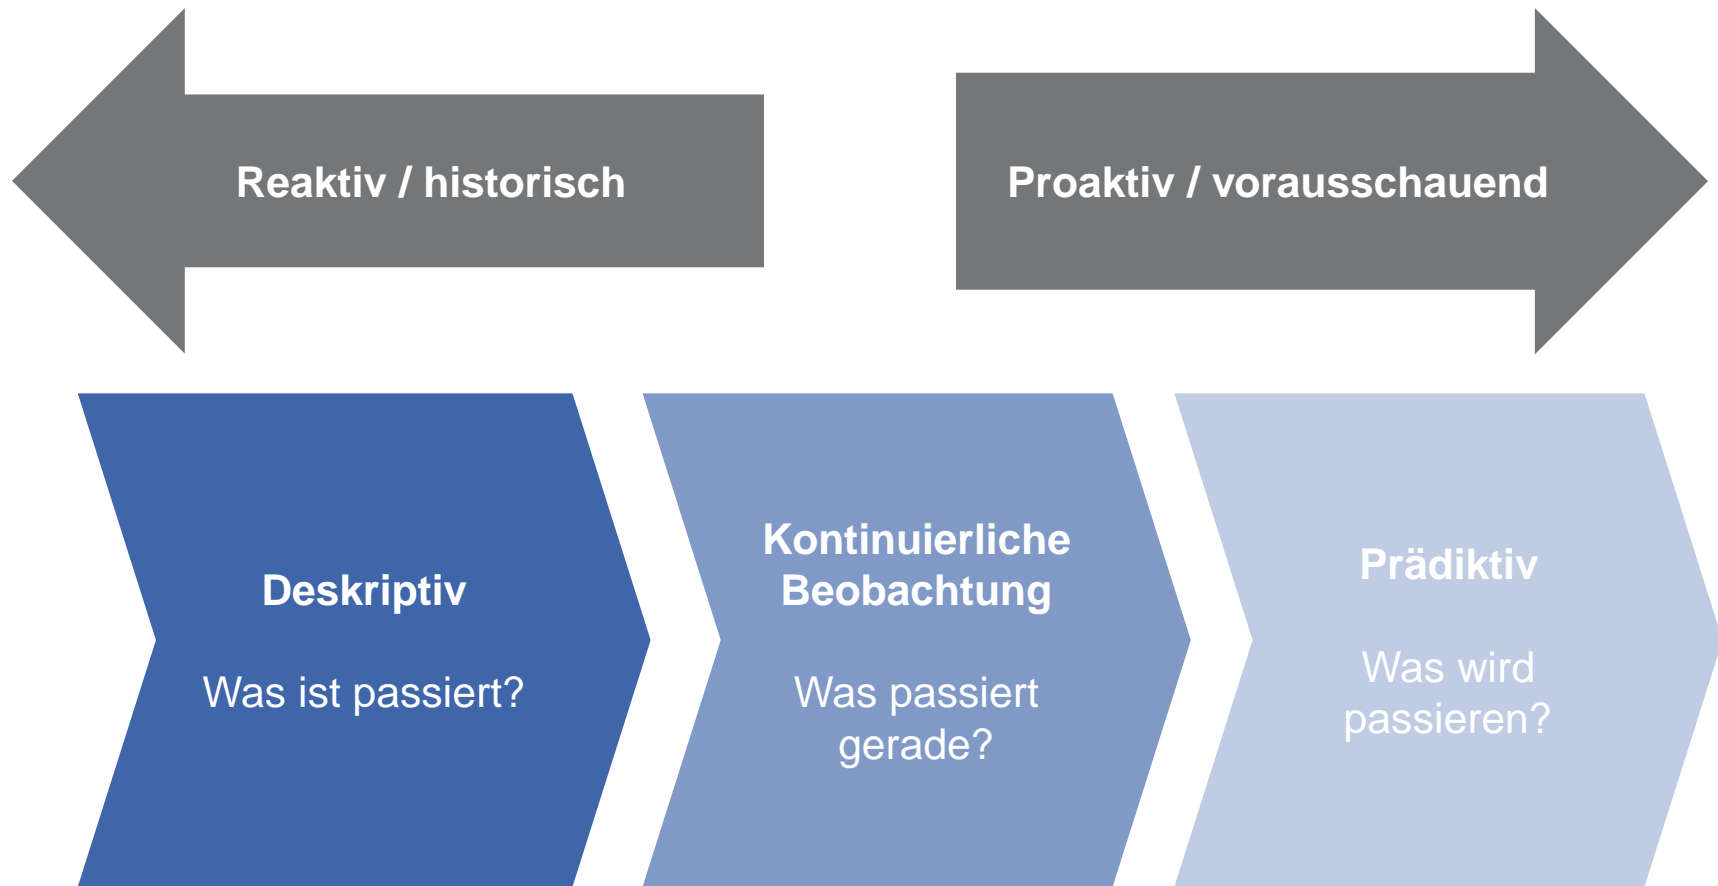 Reaktiv / historisch
Proaktiv / vorausschauend
Deskriptiv
Was ist passiert?
Kontinuierliche
Beobachtung
Was passiert
gerade?
Prädiktiv
Was wird
passieren?